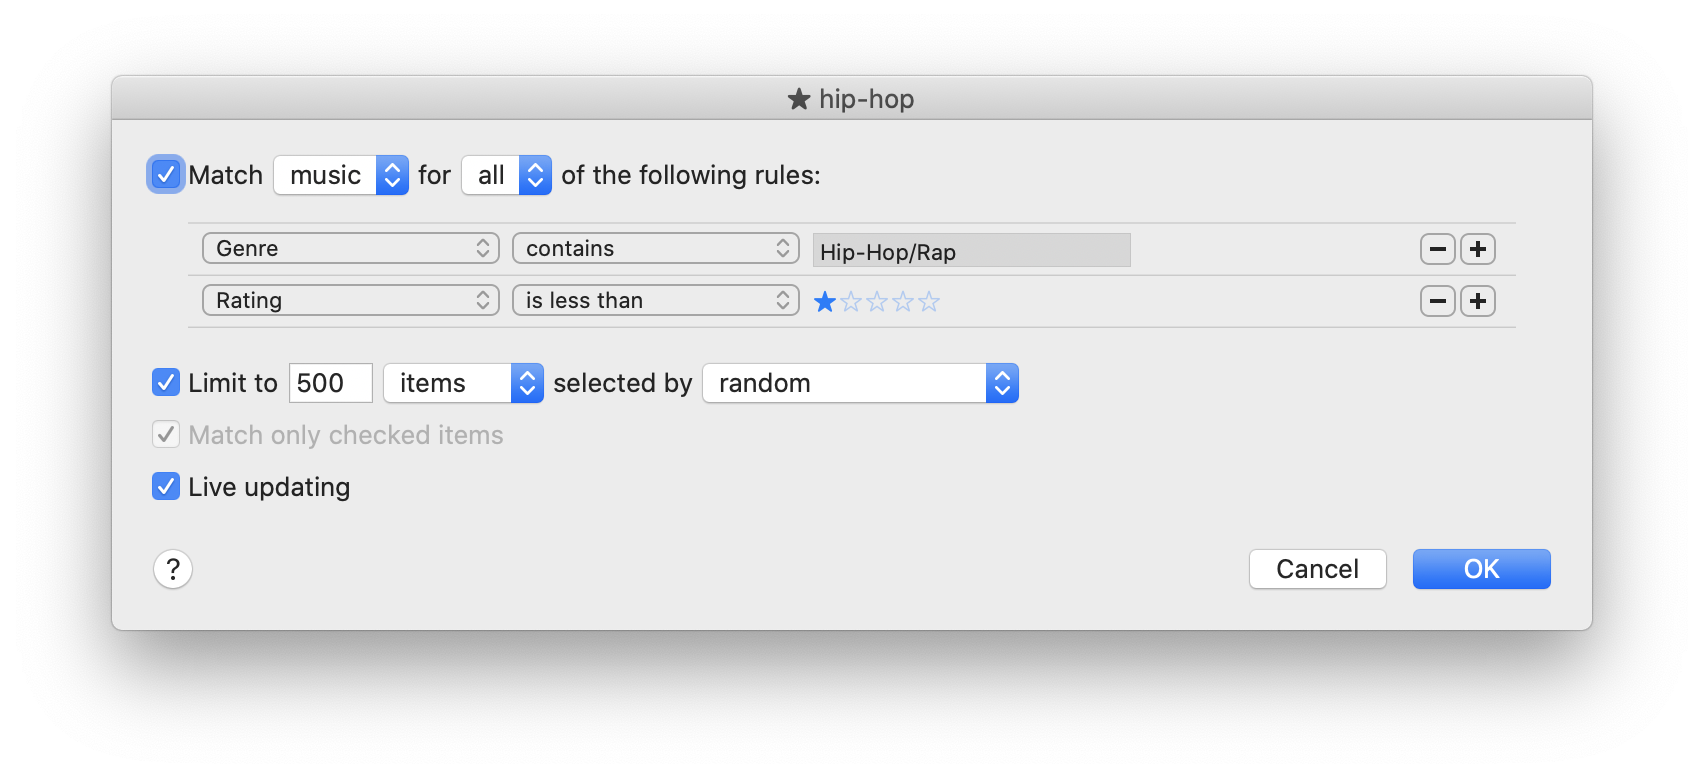 ★ hip-hop
Match music for all of the following rules:
Genre contains Hip-Hop/Rap
Rating is less than ★☆☆☆☆
Limit to 500 items selected by random
Match only checked items
Live updating
? Cancel OK